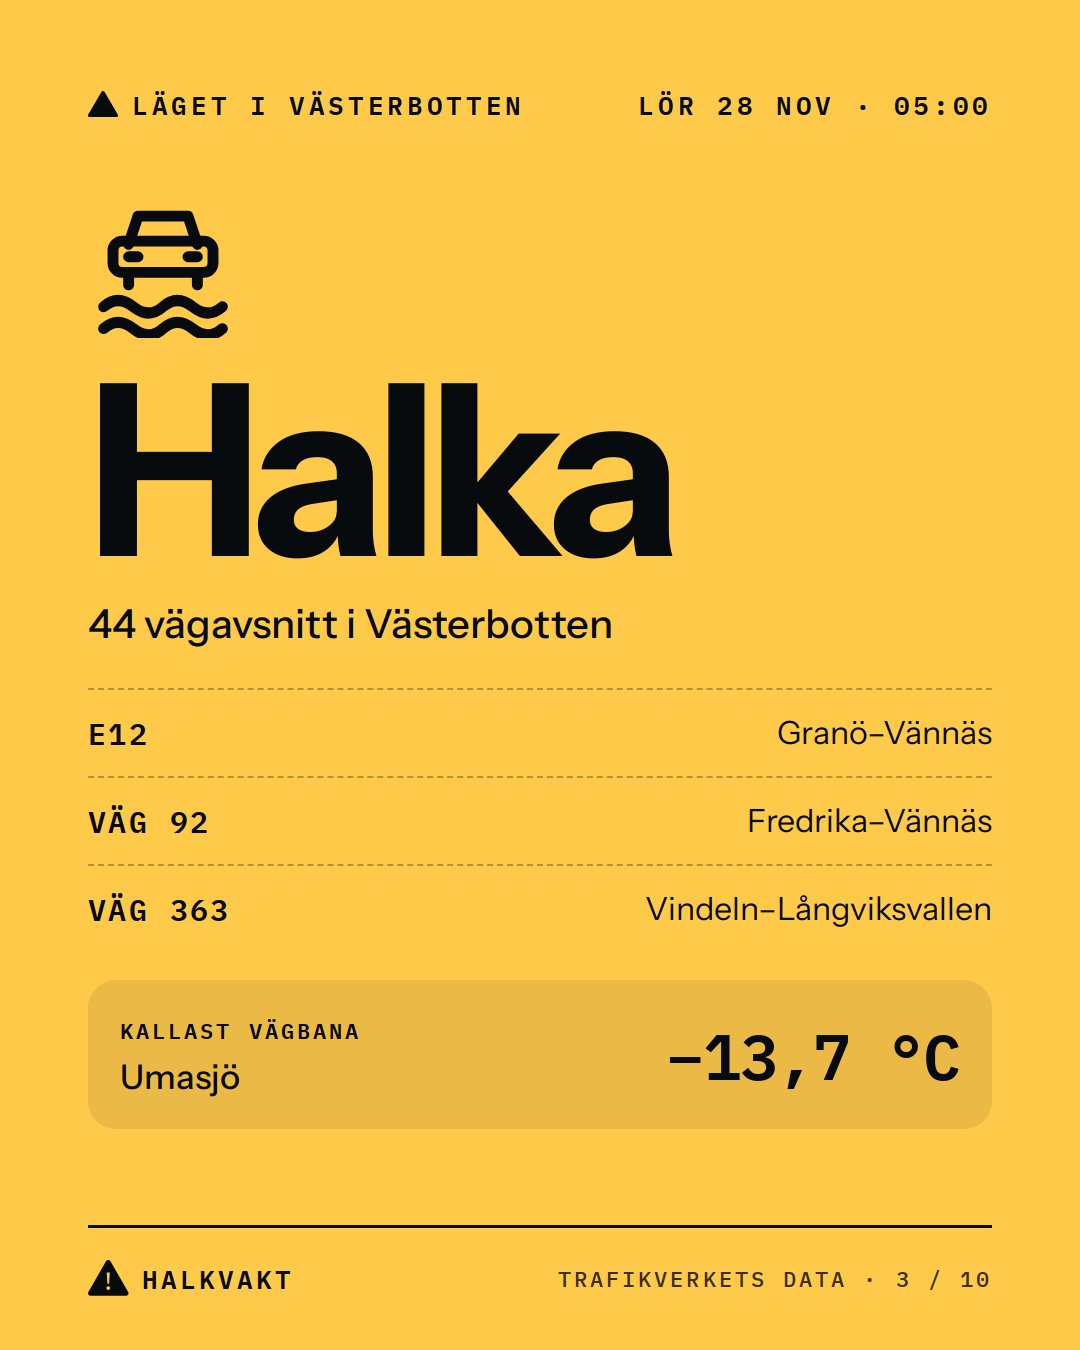 LÄGET I VÄSTERBOTTEN
LÖR 28 NOV · 05:00
Halka
44 vägavsnitt i Västerbotten
E12 Granö–Vännäs
VÄG 92 Fredrika–Vännäs
VÄG 363 Vindeln–Långviksvallen
KALLAST VÄGBANA
Umasjö
−13,7 °C
HALKVAKT
TRAFIKVERKETS DATA · 3 / 10